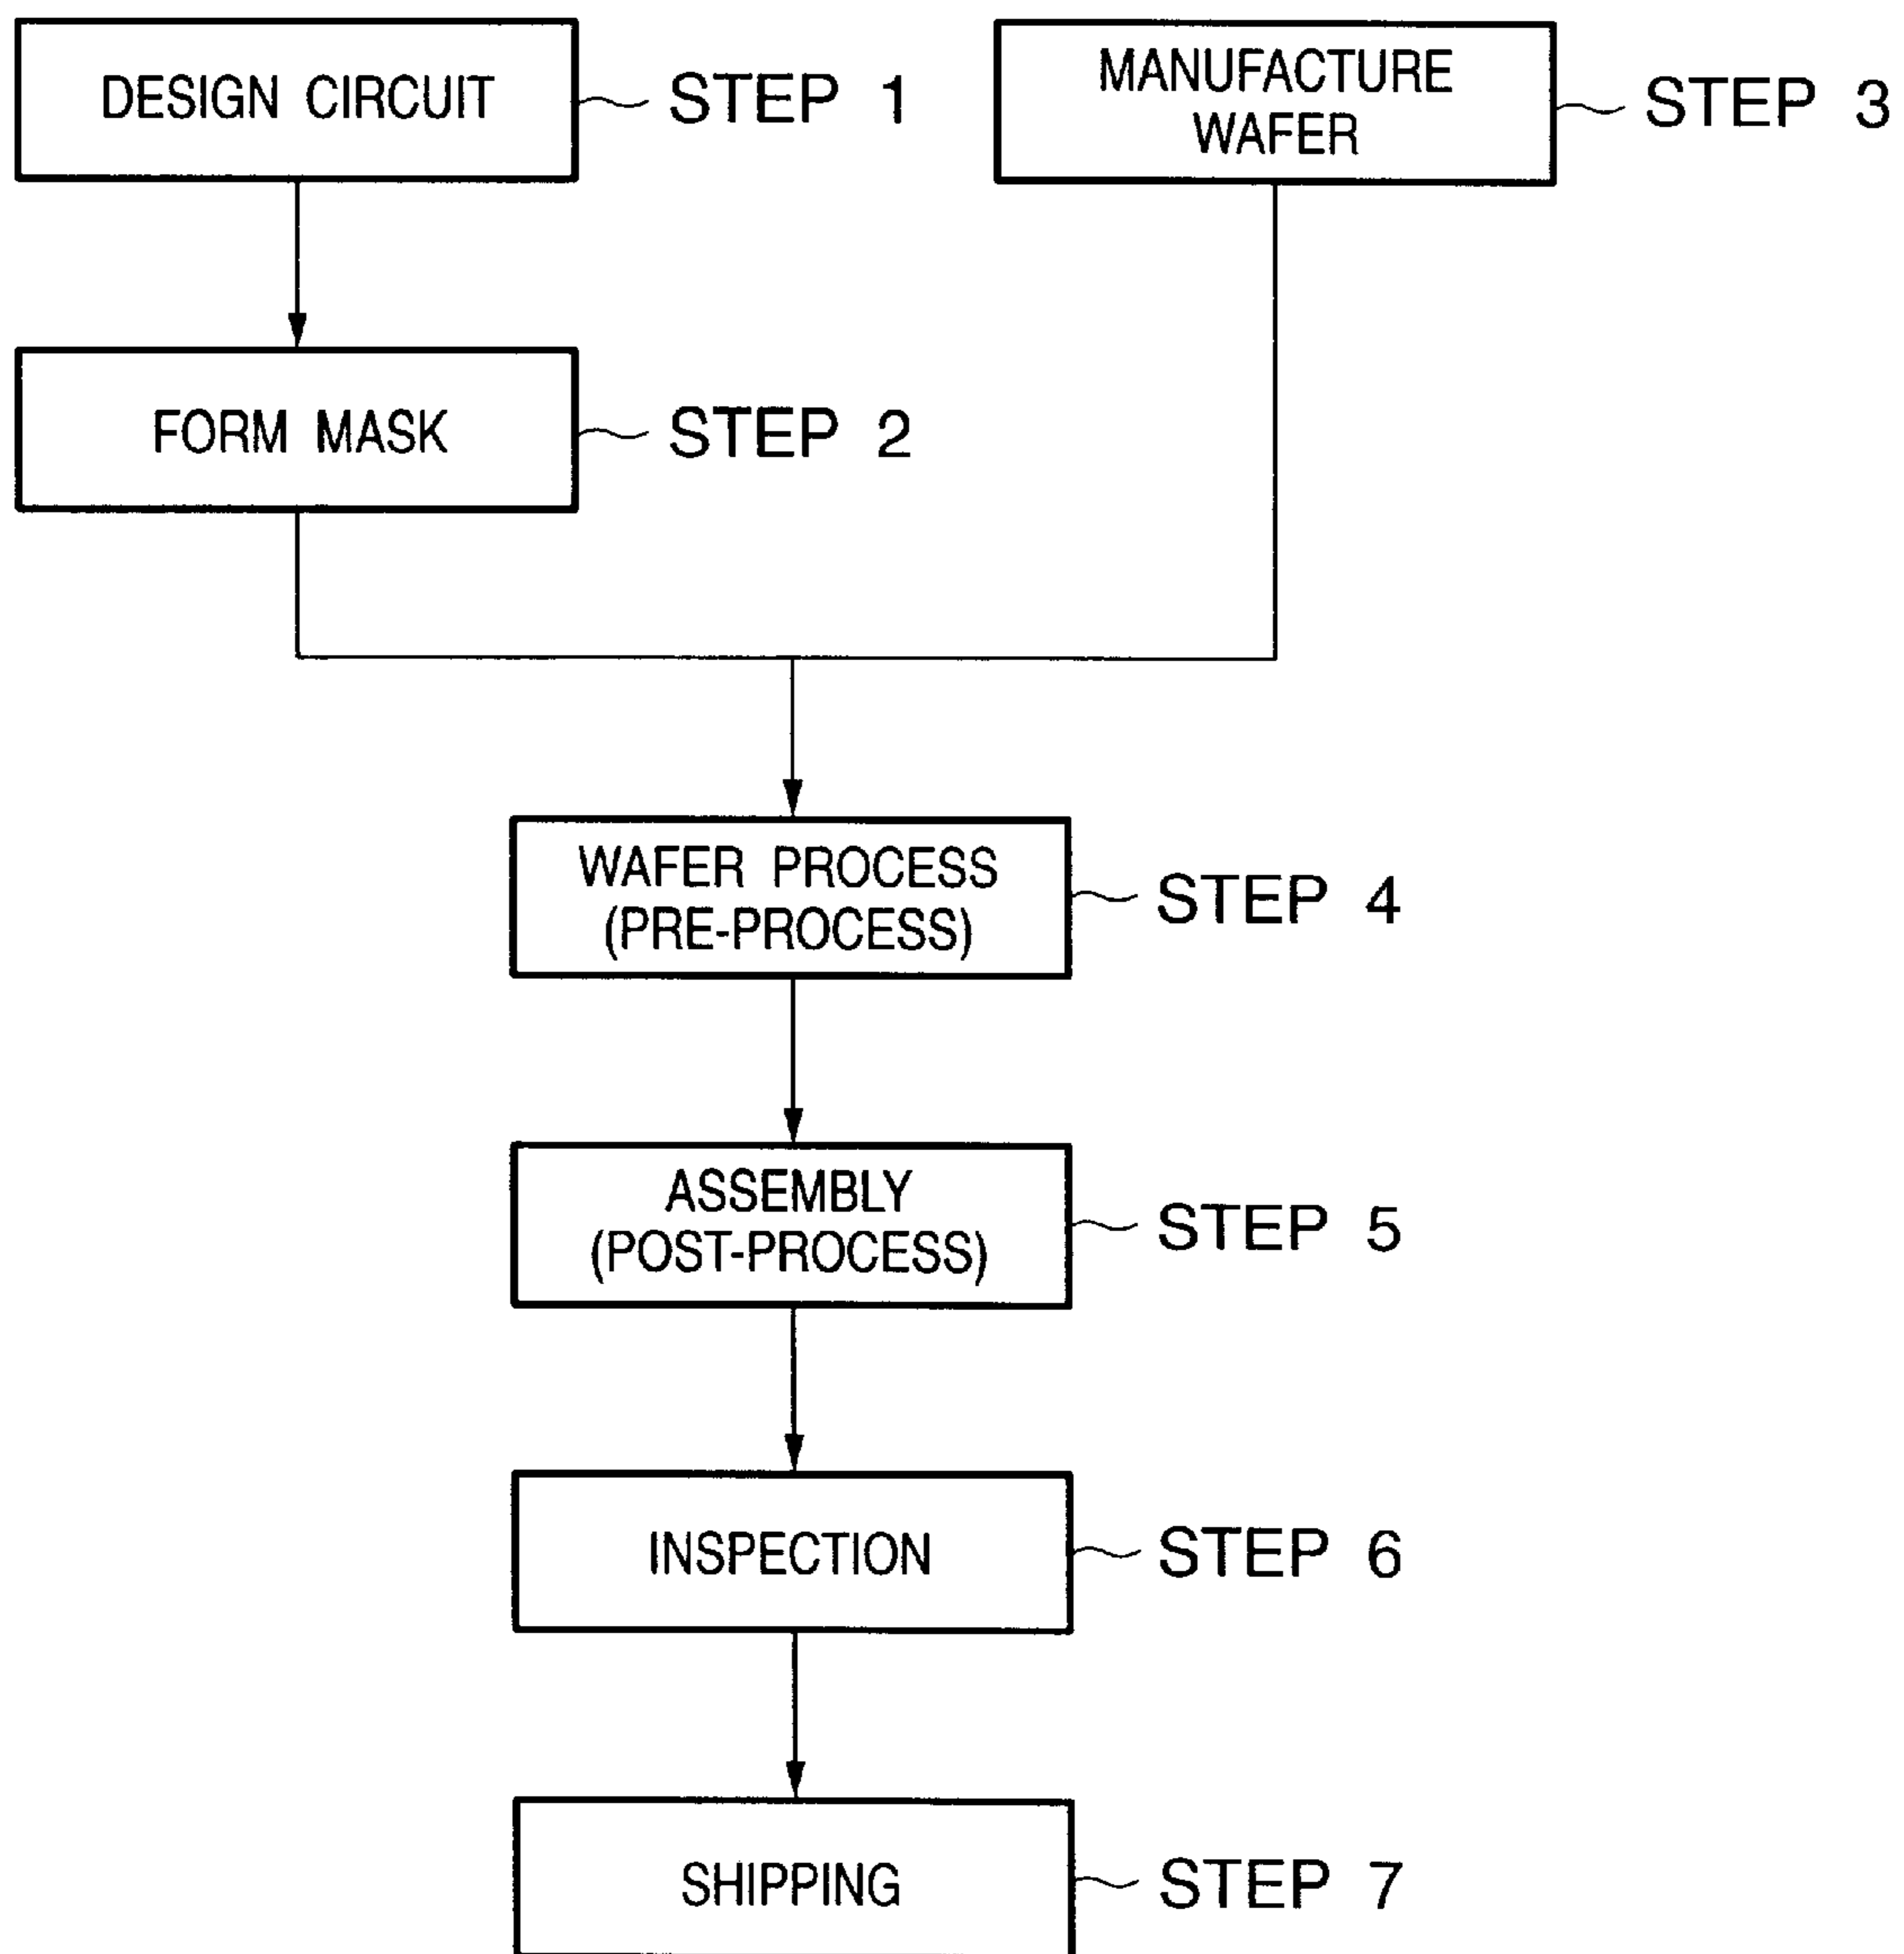 DESIGN CIRCUIT
STEP 1
MANUFACTURE
WAFER
STEP 3
FORM MASK
STEP 2
WAFER PROCESS
(PRE-PROCESS)
STEP 4
ASSEMBLY
(POST-PROCESS)
STEP 5
INSPECTION
STEP 6
SHIPPING
STEP 7